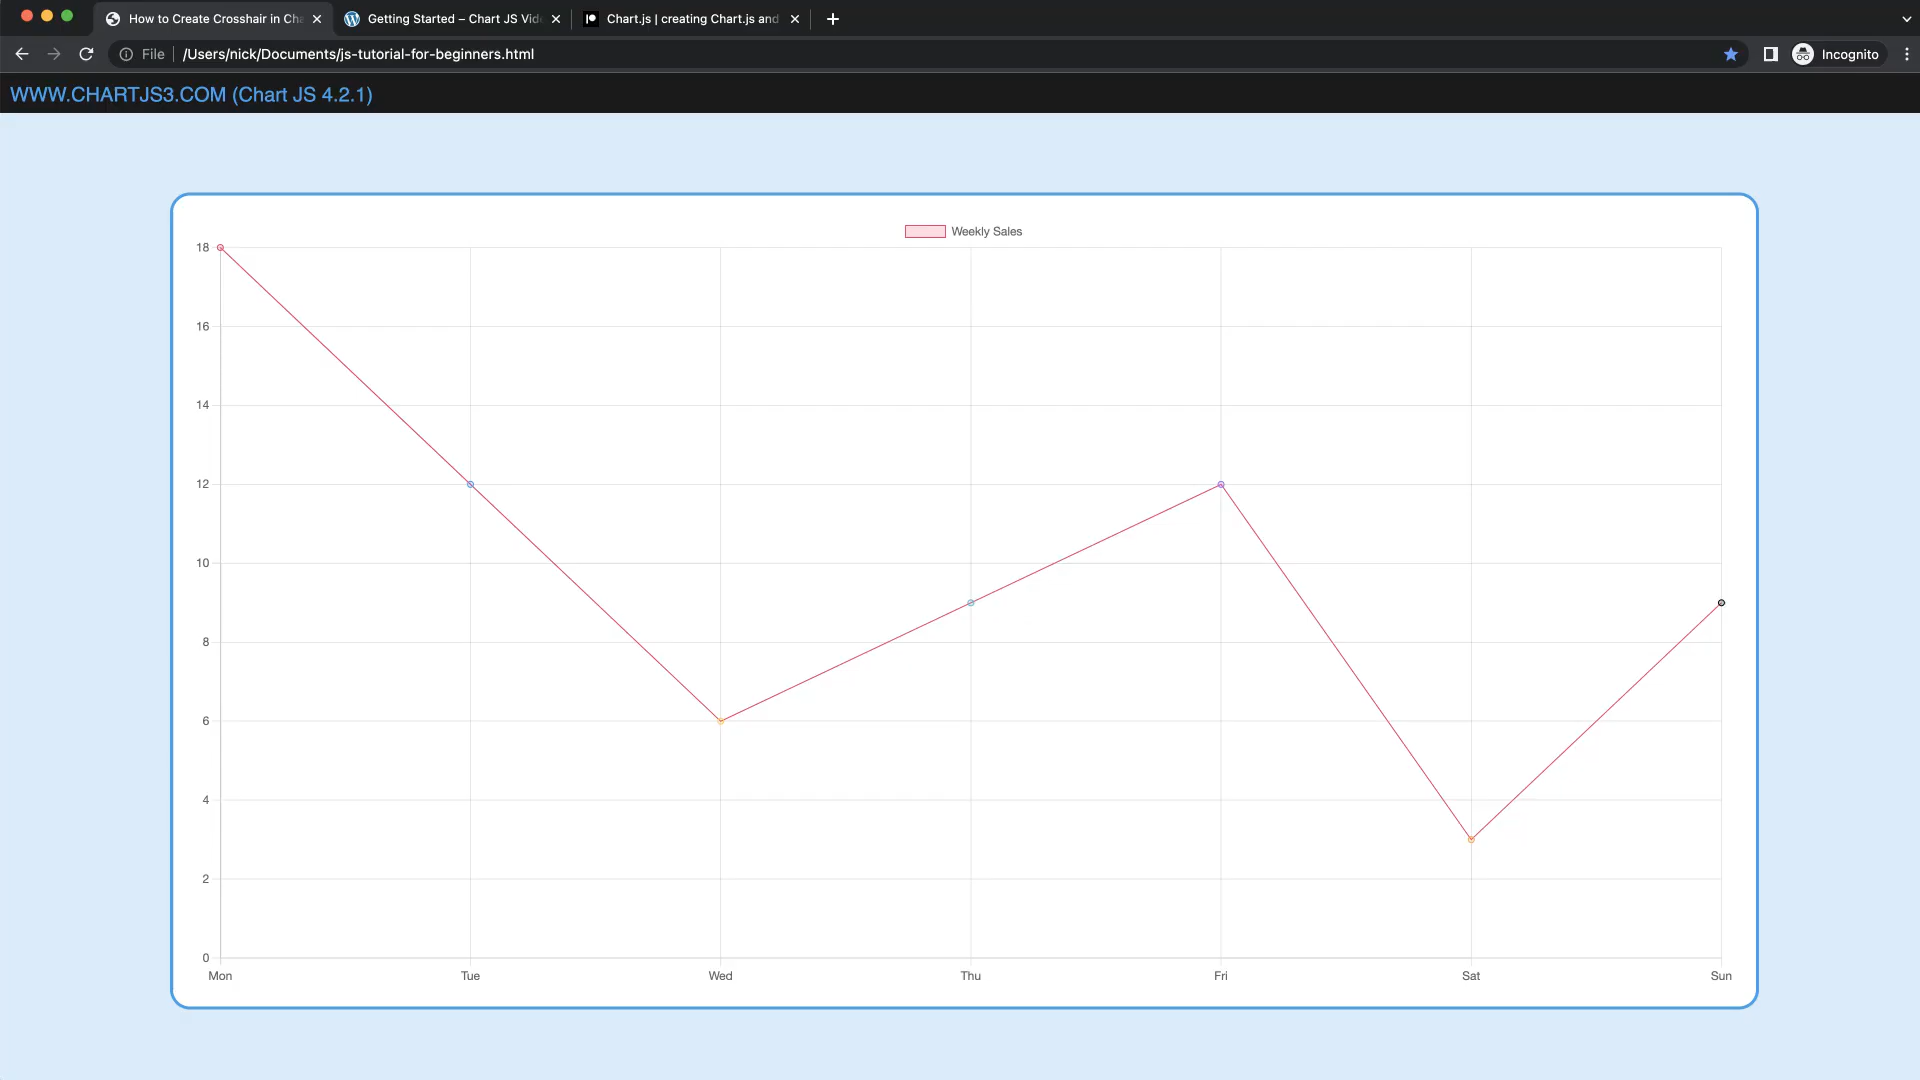 How to Create Crosshair in Cha
Getting Started – Chart JS Vide
Chart.js | creating Chart.js and
File
/Users/nick/Documents/js-tutorial-for-beginners.html
Incognito
WWW.CHARTJS3.COM (Chart JS 4.2.1)
Weekly Sales
18
16
14
12
10
8
6
4
2
0
Mon Tue Wed Thu Fri Sat Sun